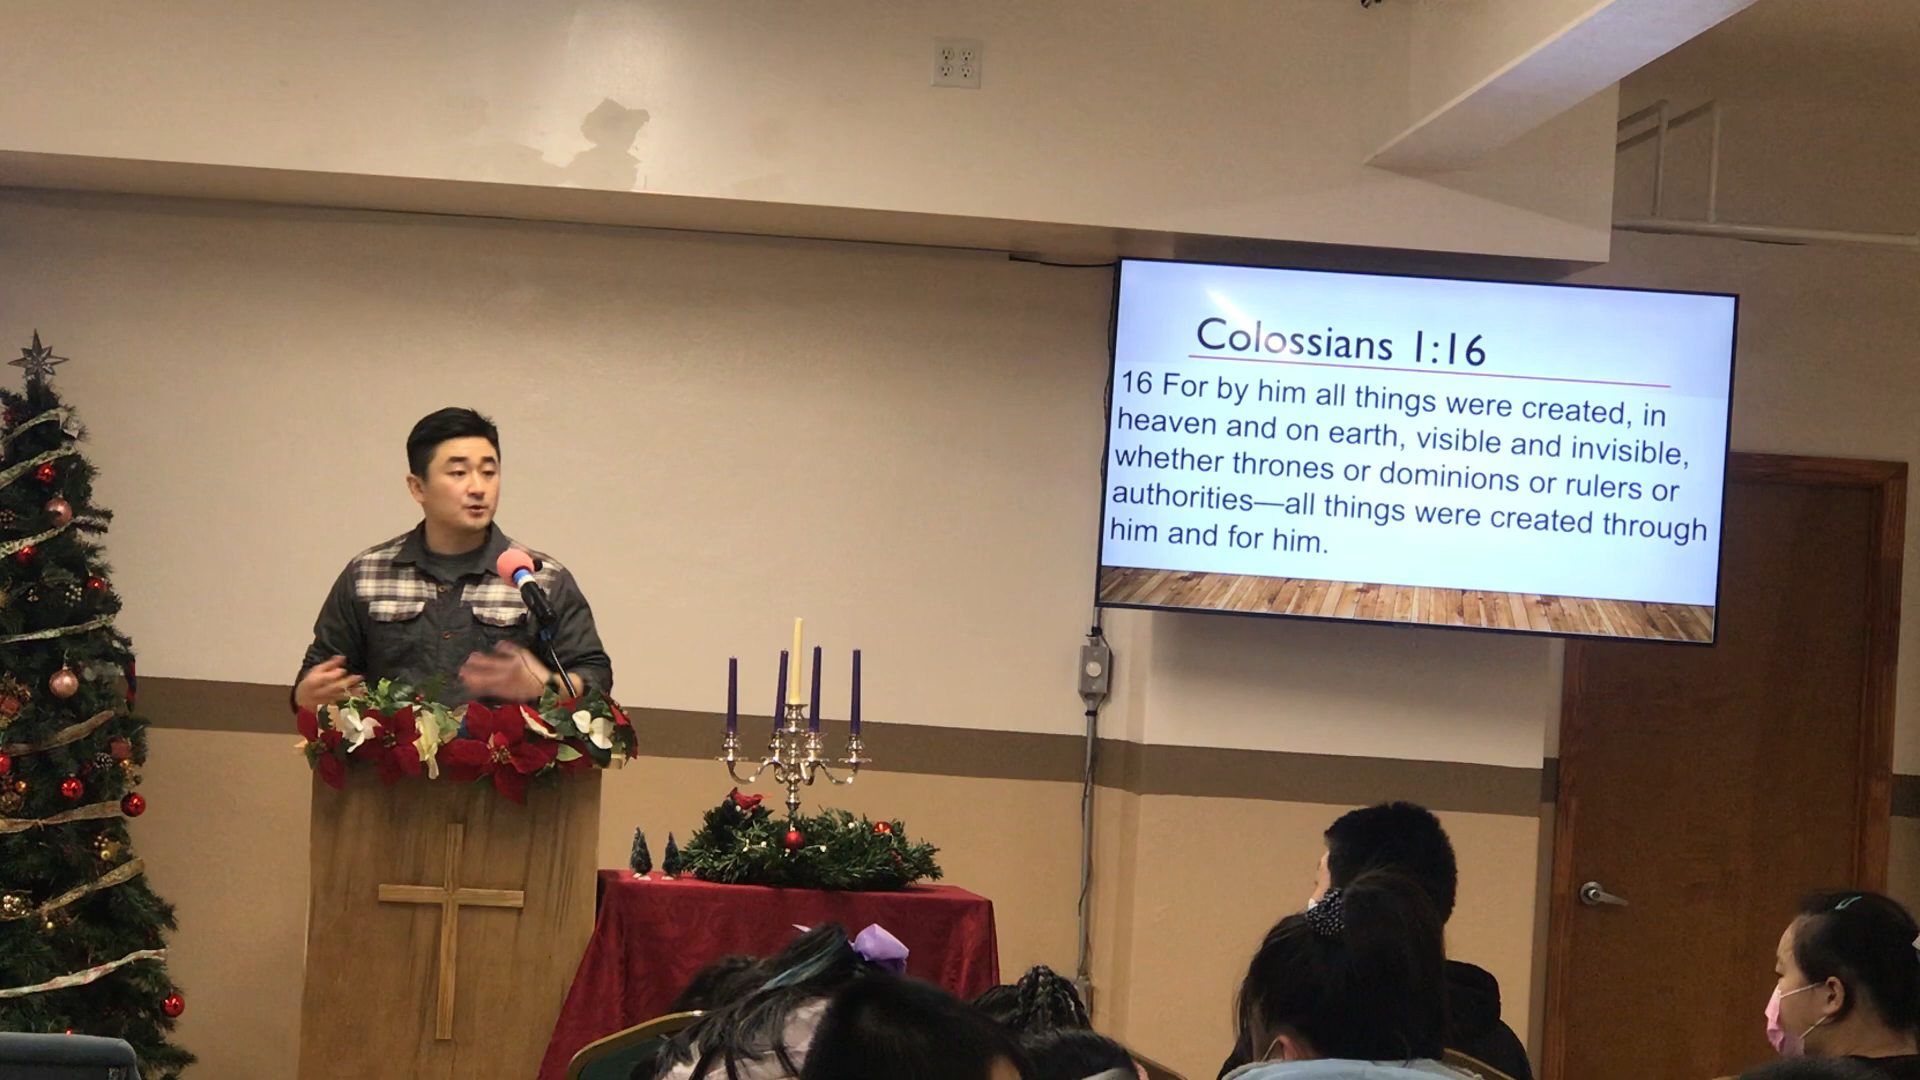 Colossians 1:16
16 For by him all things were created, in
heaven and on earth, visible and invisible,
whether thrones or dominions or rulers or
authorities—all things were created through
him and for him.